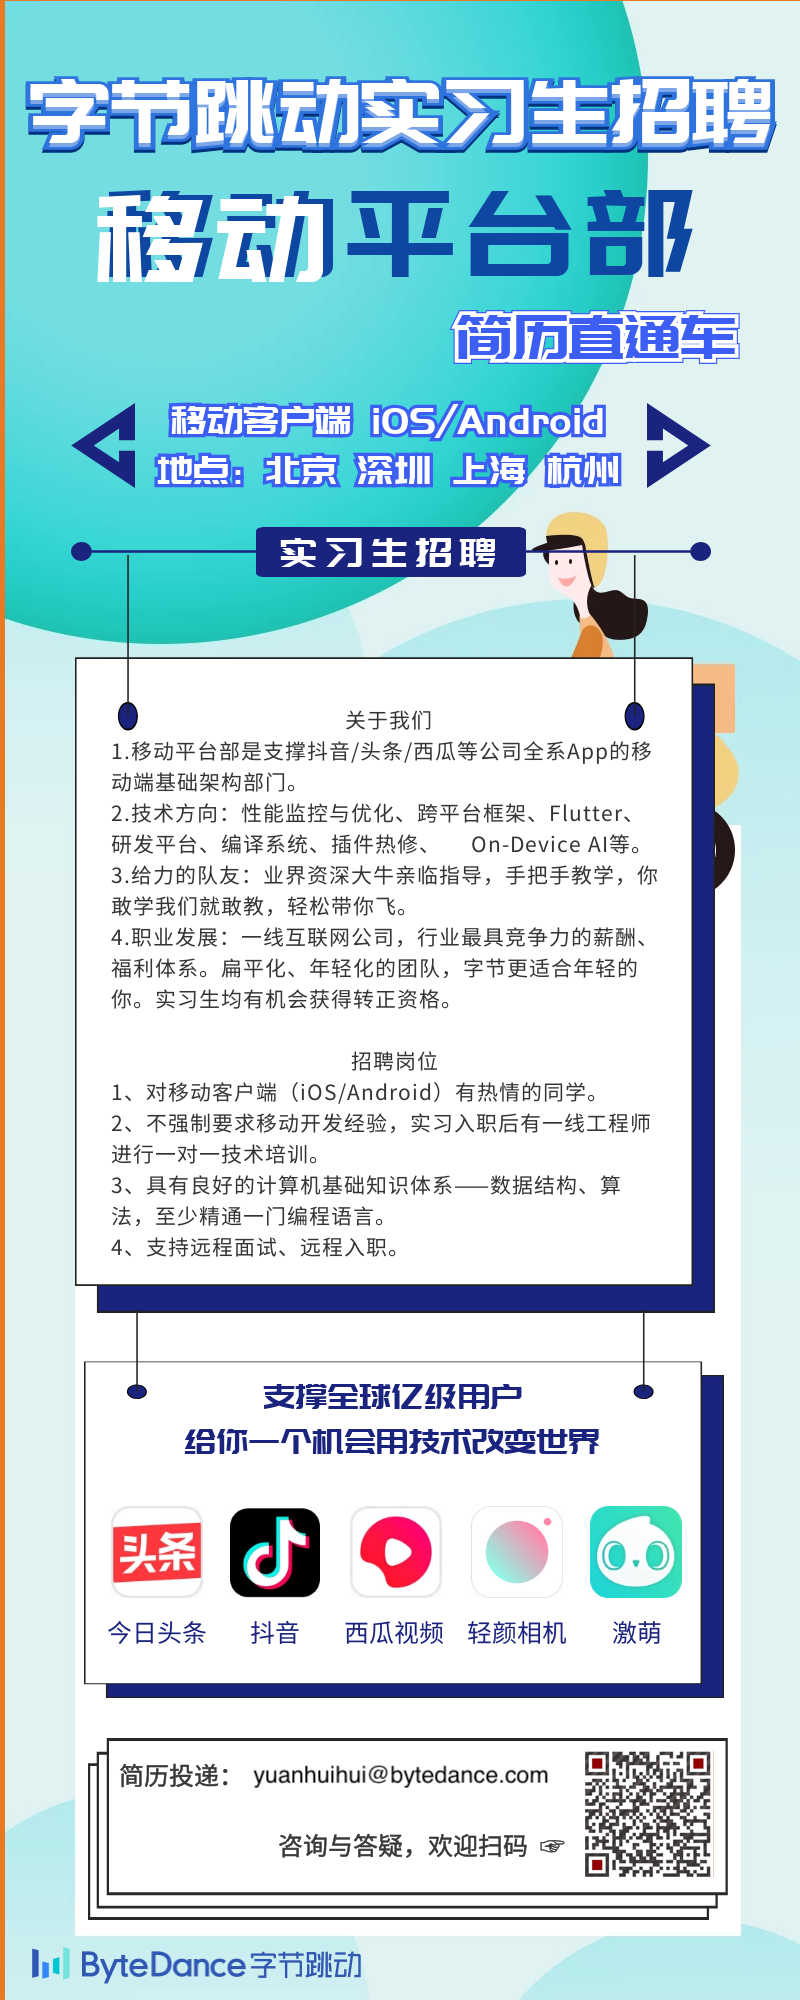 字节跳动实习生招聘
移动平台部
简历直通车
移动客户端 iOS/Android
地点：北京 深圳 上海 杭州
实习生招聘
关于我们
1.移动平台部是支撑抖音/头条/西瓜等公司全系App的移
动端基础架构部门。
2.技术方向：性能监控与优化、跨平台框架、Flutter、
研发平台、编译系统、插件热修、 On-Device AI等。
3.给力的队友：业界资深大牛亲临指导，手把手教学，你
敢学我们就敢教，轻松带你飞。
4.职业发展：一线互联网公司，行业最具竞争力的薪酬、
福利体系。扁平化、年轻化的团队，字节更适合年轻的
你。实习生均有机会获得转正资格。
招聘岗位
1、对移动客户端（iOS/Android）有热情的同学。
2、不强制要求移动开发经验，实习入职后有一线工程师
进行一对一技术培训。
3、具有良好的计算机基础知识体系——数据结构、算
法，至少精通一门编程语言。
4、支持远程面试、远程入职。
支撑全球亿级用户
给你一个机会用技术改变世界
头条
今日头条 抖音 西瓜视频 轻颜相机 激萌
简历投递： yuanhuihui@bytedance.com
咨询与答疑，欢迎扫码 ☞
ByteDance字节跳动